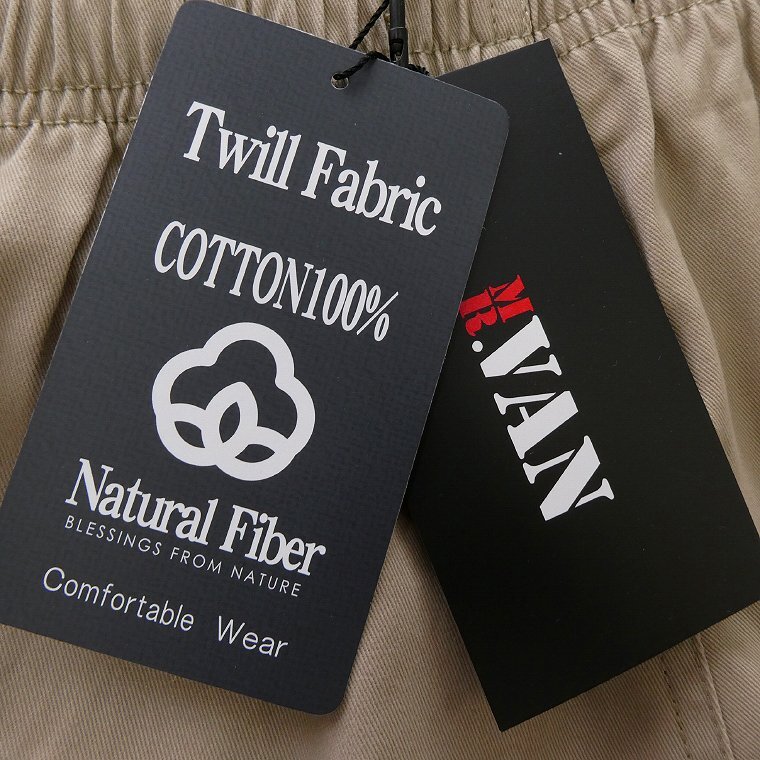 Twill Fabric
COTTON100%
Natural Fiber
BLESSINGS FROM NATURE
Comfortable Wear
MR.VAN